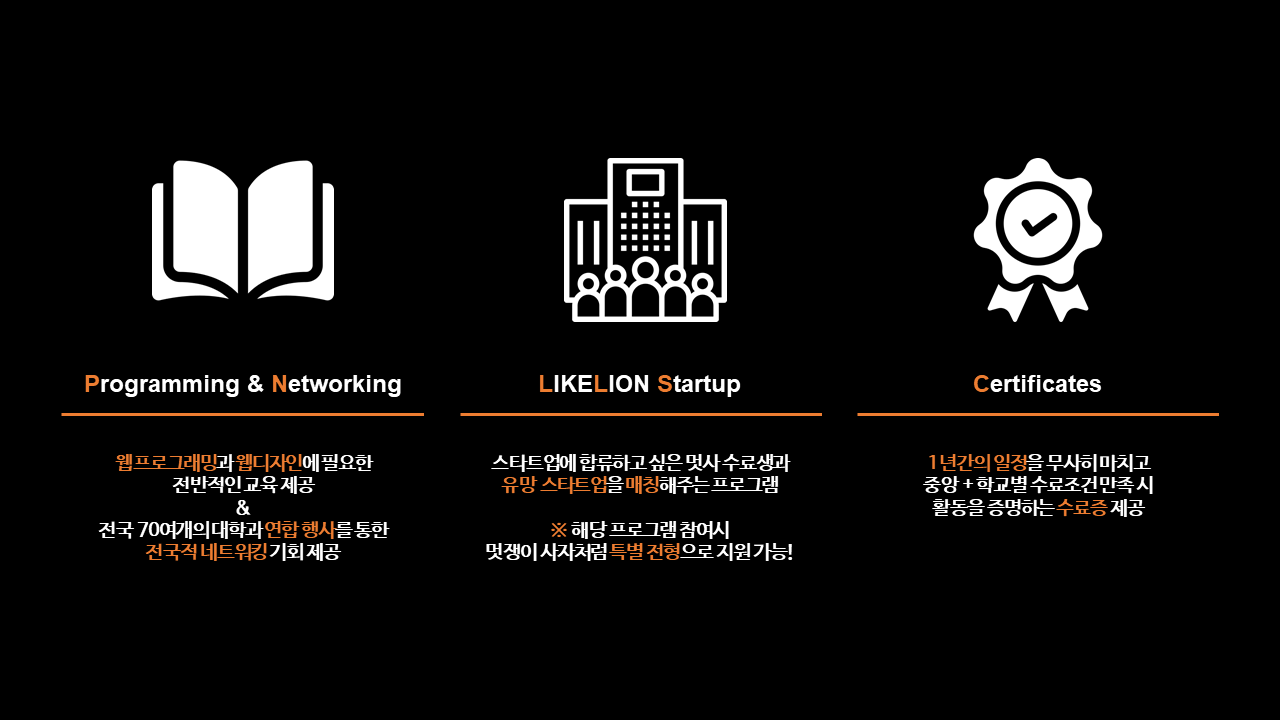 Programming & Networking
웹프로그래밍과 웹디자인에 필요한
전반적인 교육 제공
&
전국 70여개의 대학과 연합 행사를 통한
전국적 네트워킹 기회 제공
LIKELION Startup
스타트업에 합류하고 싶은 멋사 수료생과
유망 스타트업을 매칭해주는 프로그램
※ 해당 프로그램 참여시
멋쟁이 사자처럼 특별 전형으로 지원 가능!
Certificates
1년간의 일정을 무사히 마치고
중앙 + 학교별 수료조건 만족 시
활동을 증명하는 수료증 제공